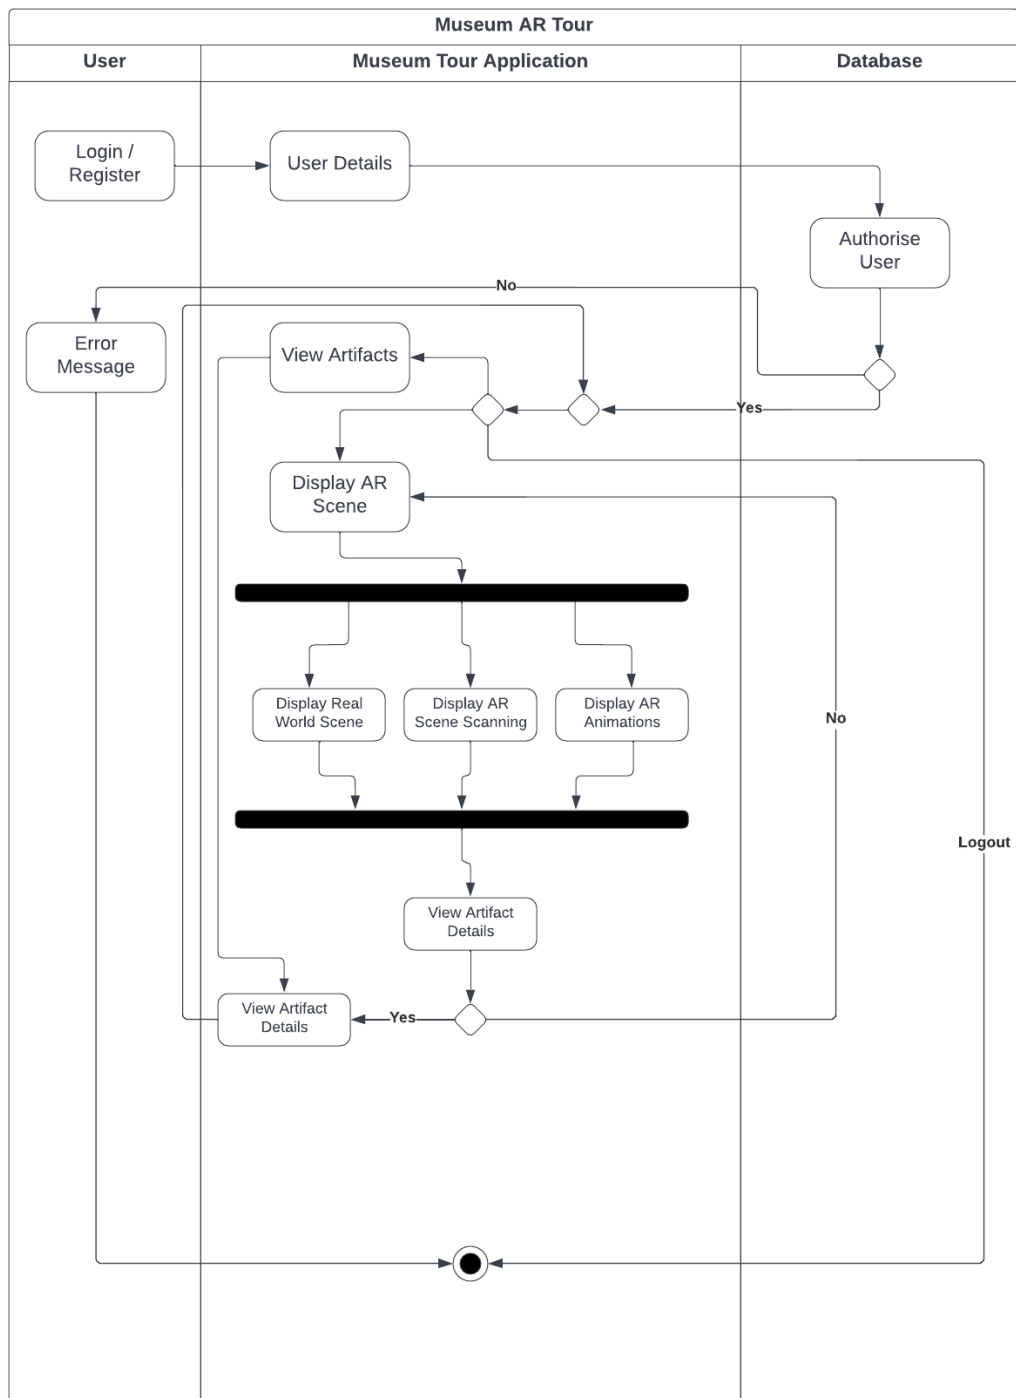 Museum AR Tour
User
Museum Tour Application
Database
Login /
Register
User Details
Authorise
User
No
Error
Message
View Artifacts
Yes
Display AR
Scene
Display Real
World Scene
Display AR
Scene Scanning
Display AR
Animations
No
Logout
View Artifact
Details
View Artifact
Details
Yes